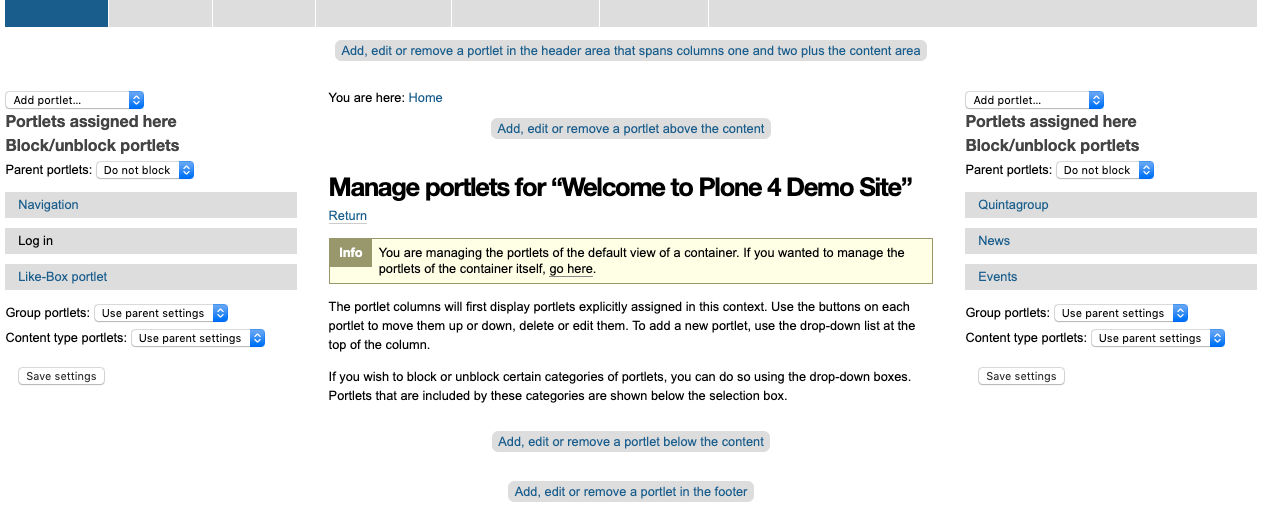 Add, edit or remove a portlet in the header area that spans columns one and two plus the content area
Add portlet...
Portlets assigned here
Block/unblock portlets
Parent portlets: Do not block
Navigation
Log in
Like-Box portlet
Group portlets: Use parent settings
Content type portlets: Use parent settings
Save settings
You are here: Home
Add, edit or remove a portlet above the content
Manage portlets for “Welcome to Plone 4 Demo Site”
Return
Info
You are managing the portlets of the default view of a container. If you wanted to manage the
portlets of the container itself, go here.
The portlet columns will first display portlets explicitly assigned in this context. Use the buttons on each
portlet to move them up or down, delete or edit them. To add a new portlet, use the drop-down list at the
top of the column.
If you wish to block or unblock certain categories of portlets, you can do so using the drop-down boxes.
Portlets that are included by these categories are shown below the selection box.
Add, edit or remove a portlet below the content
Add, edit or remove a portlet in the footer
Add portlet...
Portlets assigned here
Block/unblock portlets
Parent portlets: Do not block
Quintagroup
News
Events
Group portlets: Use parent settings
Content type portlets: Use parent settings
Save settings